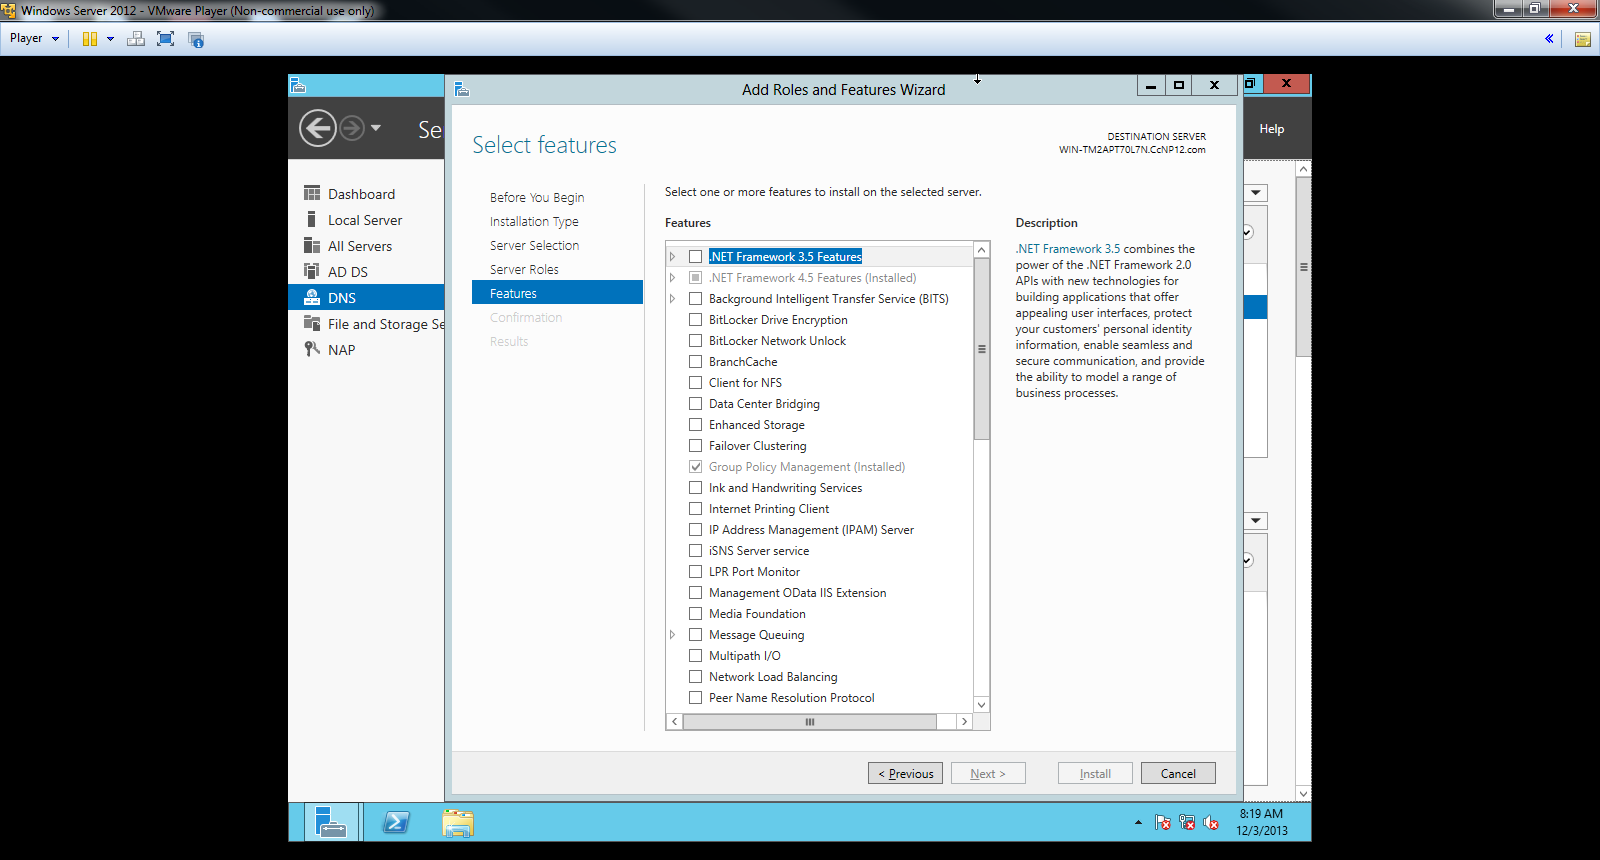 Windows Server 2012 - VMware Player (Non-commercial use only)
Player
Add Roles and Features Wizard
Se
Help
Select features
DESTINATION SERVER
WIN-TM2APT70L7N.CcNP12.com
Dashboard
Local Server
All Servers
AD DS
DNS
File and Storage Se
NAP
Before You Begin
Installation Type
Server Selection
Server Roles
Features
Confirmation
Results
Select one or more features to install on the selected server.
Features
.NET Framework 3.5 Features
.NET Framework 4.5 Features (Installed)
Background Intelligent Transfer Service (BITS)
BitLocker Drive Encryption
BitLocker Network Unlock
BranchCache
Client for NFS
Data Center Bridging
Enhanced Storage
Failover Clustering
Group Policy Management (Installed)
Ink and Handwriting Services
Internet Printing Client
IP Address Management (IPAM) Server
iSNS Server service
LPR Port Monitor
Management OData IIS Extension
Media Foundation
Message Queuing
Multipath I/O
Network Load Balancing
Peer Name Resolution Protocol
Description
.NET Framework 3.5 combines the
power of the .NET Framework 2.0
APIs with new technologies for
building applications that offer
appealing user interfaces, protect
your customers' personal identity
information, enable seamless and
secure communication, and provide
the ability to model a range of
business processes.
< Previous
Next >
Install
Cancel
8:19 AM
12/3/2013